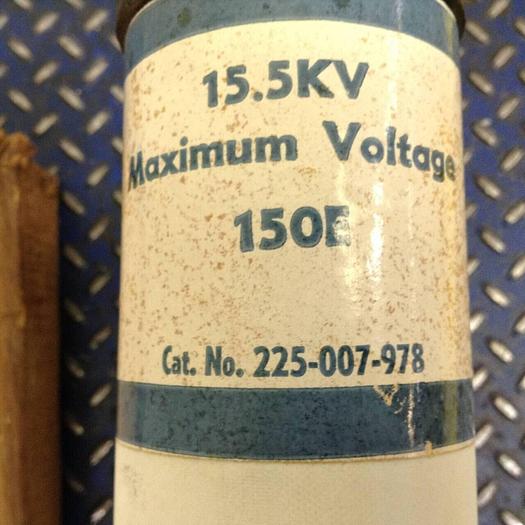 15.5KV
Maximum Voltage
150E
Cat. No. 225-007-978